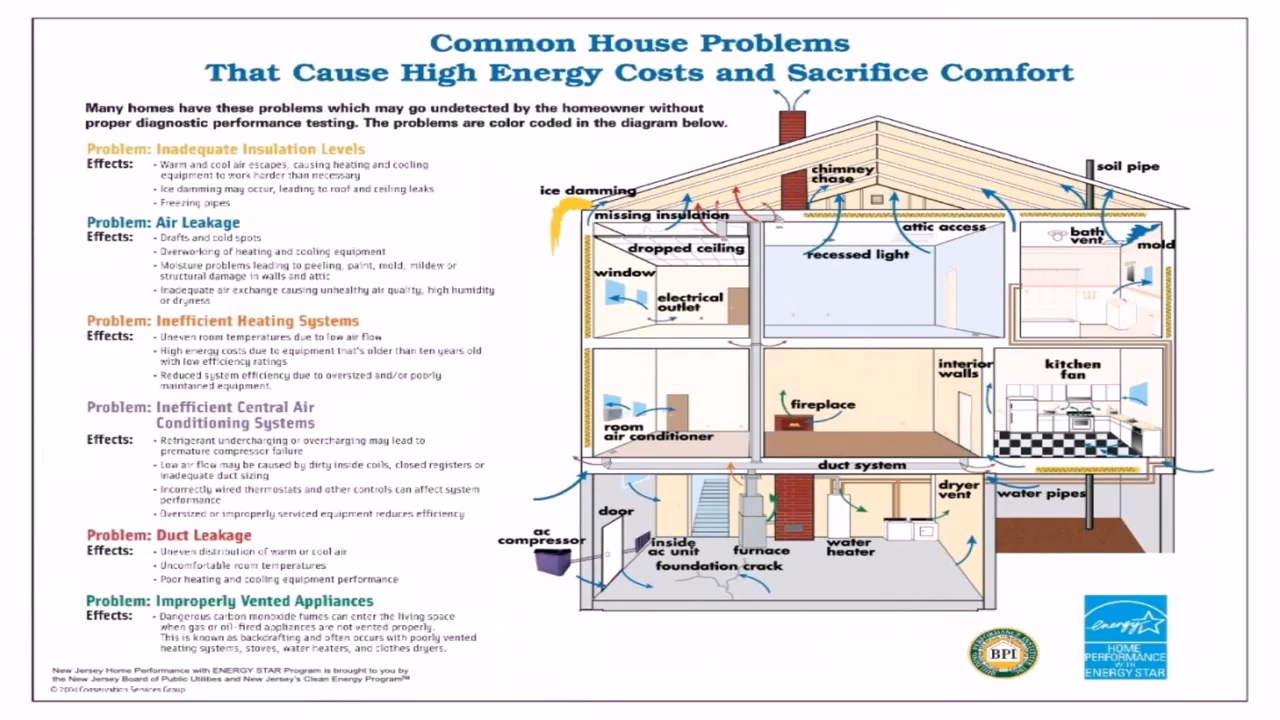 Common House Problems
That Cause High Energy Costs and Sacrifice Comfort
Many homes have these problems which may go undetected by the homeowner without
proper diagnostic performance testing. The problems are color coded in the diagram below.
Problem: Inadequate Insulation Levels
Effects: • Warm and cool air escapes, causing heating and cooling
equipment to work harder than necessary
• Ice damming may occur, leading to roof and ceiling leaks
• Freezing pipes
Problem: Air Leakage
Effects: • Drafts and cold spots
• Overworking of heating and cooling equipment
• Moisture problems leading to peeling, paint, mold, mildew or
structural damage in walls and attic
• Inadequate air exchange causing unhealthy air quality, high humidity
or dryness
Problem: Inefficient Heating Systems
Effects: • Uneven room temperatures due to low air flow
• High energy costs due to equipment that's older than ten years old
with low efficiency ratings
• Reduced system efficiency due to oversized and/or poorly
maintained equipment.
Problem: Inefficient Central Air
Conditioning Systems
Effects: • Refrigerant undercharging or overcharging may lead to
premature compressor failure
• Low air flow may be caused by dirty inside coils, closed registers or
inadequate duct sizing
• Incorrectly wired thermostats and other controls can affect system
performance
• Oversized or improperly serviced equipment reduces efficiency
Problem: Duct Leakage
Effects: • Uneven distribution of warm or cool air
• Uncomfortable room temperatures
• Poor heating and cooling equipment performance
Problem: Improperly Vented Appliances
Effects: • Dangerous carbon monoxide fumes can enter the living space
when gas or oil-fired appliances are not vented properly.
This is known as backdrafting and often occurs with poorly vented
heating systems, stoves, water heaters, and clothes dryers.
New Jersey Home Performance with ENERGY STAR Program is brought to you by
the New Jersey Board of Public Utilities and New Jersey's Clean Energy Program™
© 2004 Conservation Services Group
soil pipe
chimney
chase
ice damming
missing insulation
attic access
bath
vent
mold
dropped ceiling
recessed light
window
electrical
outlet
interior
walls
kitchen
fan
fireplace
room
air conditioner
duct system
dryer
vent
water pipes
door
ac
compressor
inside
ac unit
furnace
water
heater
foundation crack
BPI
energy
HOME
PERFORMANCE
WITH
ENERGY STAR